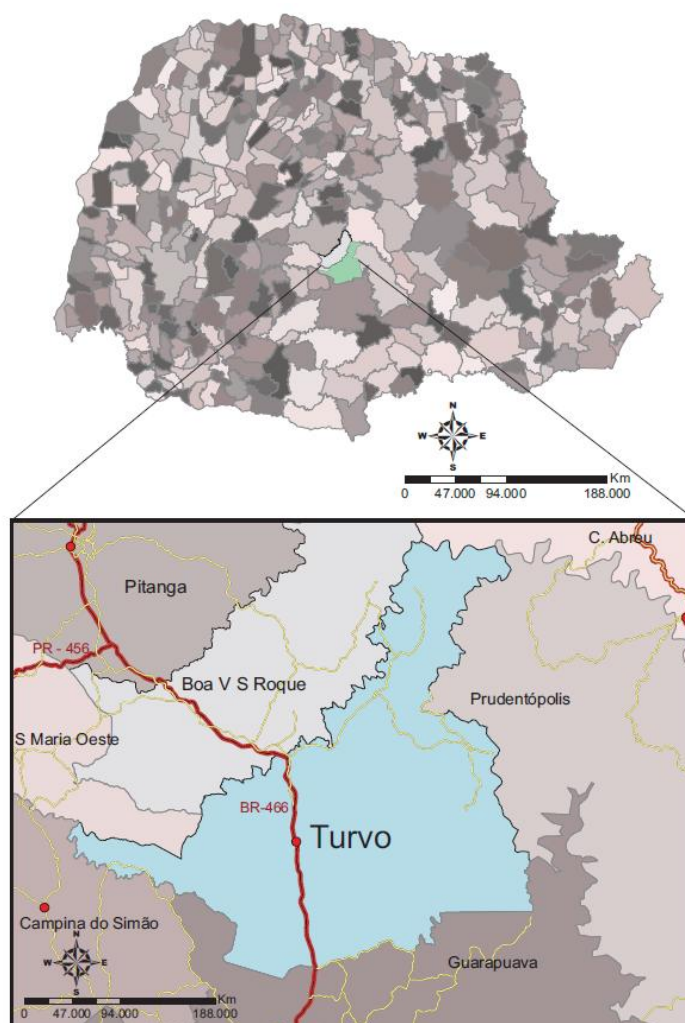 N
W E
S
Km
0 47.000 94.000 188.000
C. Abreu
Pitanga
PR - 456
Boa V S Roque
Prudentópolis
S Maria Oeste
BR-466
Turvo
Campina do Simão
N
W E
S
Guarapuava
Km
0 47.000 94.000 188.000